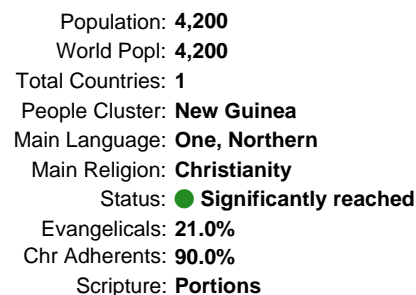 Population: 4,200
World Popl: 4,200
Total Countries: 1
People Cluster: New Guinea
Main Language: One, Northern
Main Religion: Christianity
Status: Significantly reached
Evangelicals: 21.0%
Chr Adherents: 90.0%
Scripture: Portions